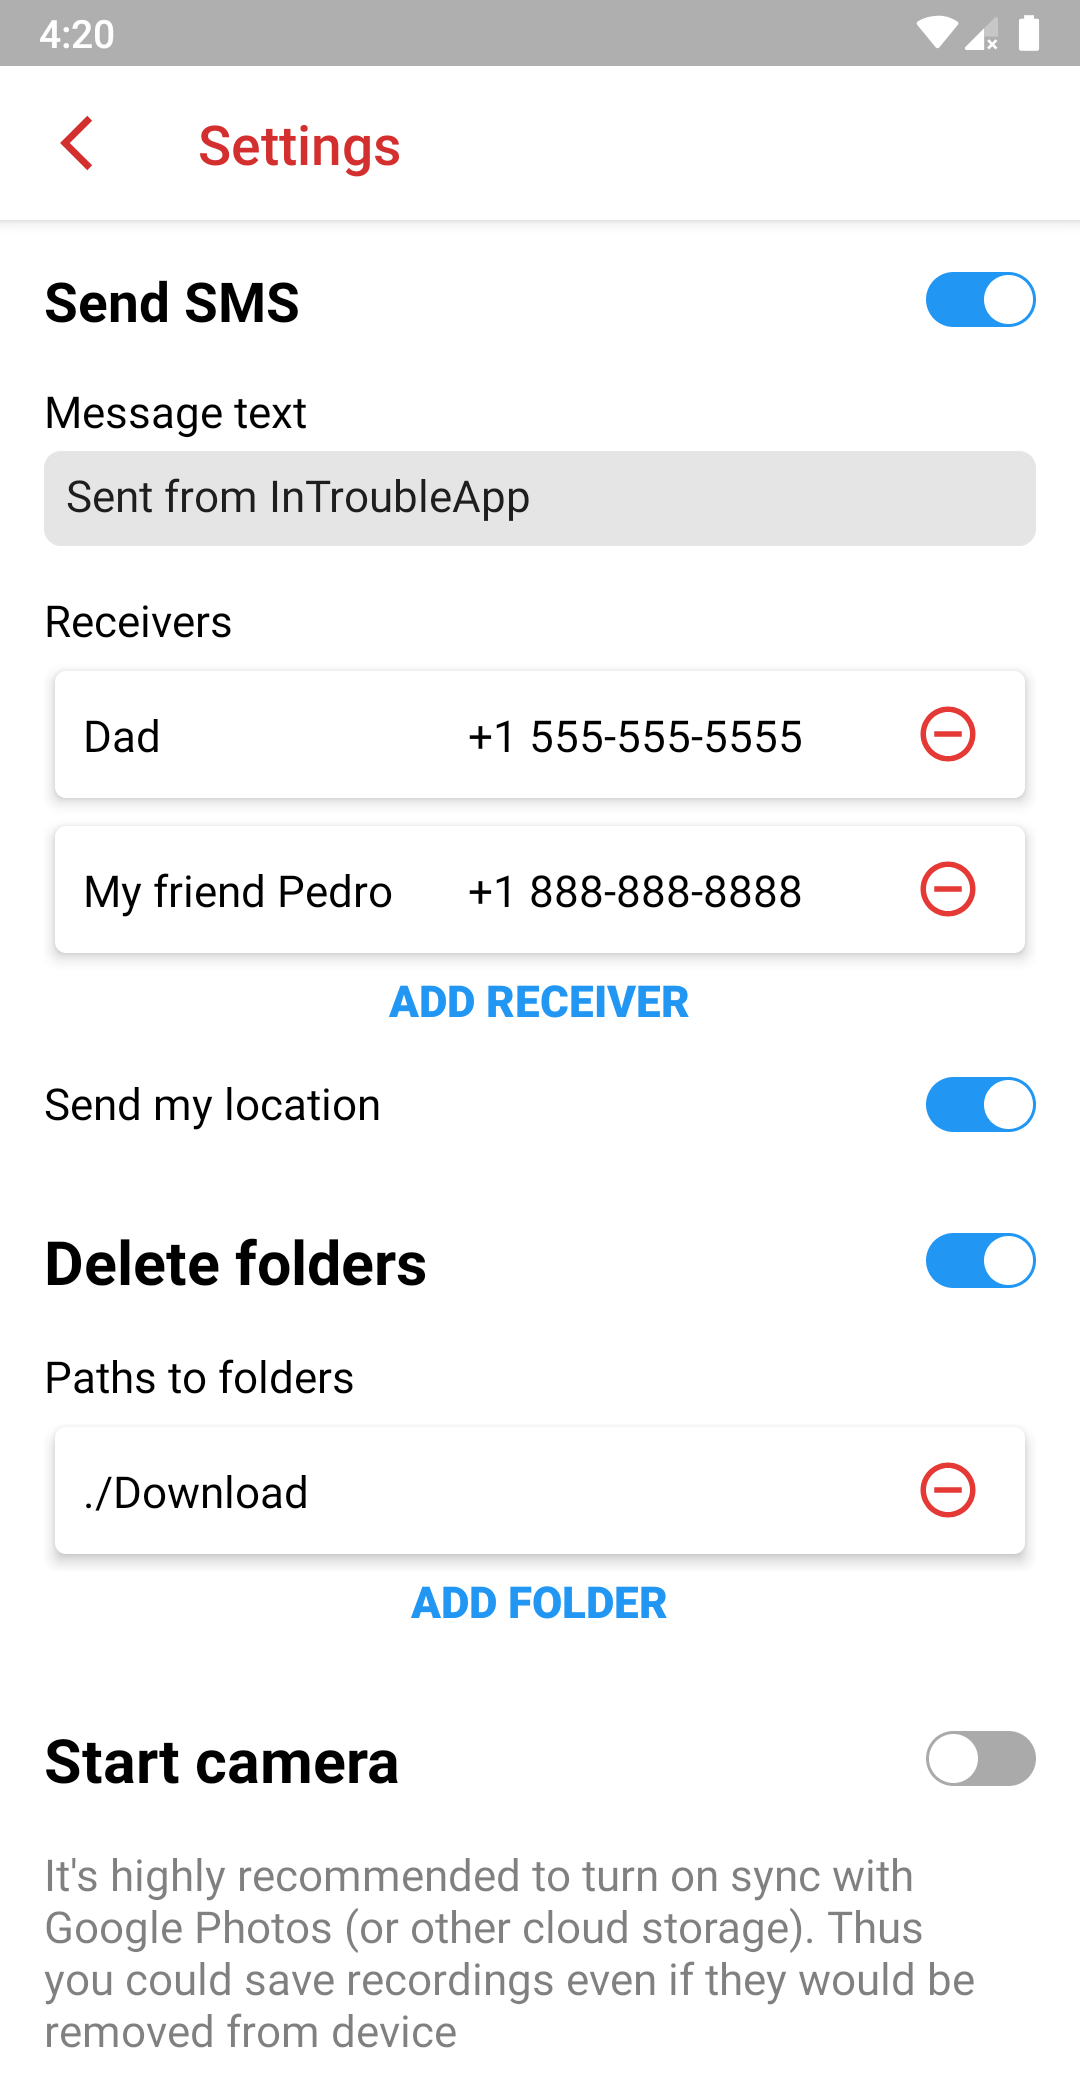 4:20
Settings
Send SMS
Message text
Sent from InTroubleApp
Receivers
Dad +1 555-555-5555
My friend Pedro +1 888-888-8888
ADD RECEIVER
Send my location
Delete folders
Paths to folders
./Download
ADD FOLDER
Start camera
It's highly recommended to turn on sync with
Google Photos (or other cloud storage). Thus
you could save recordings even if they would be
removed from device